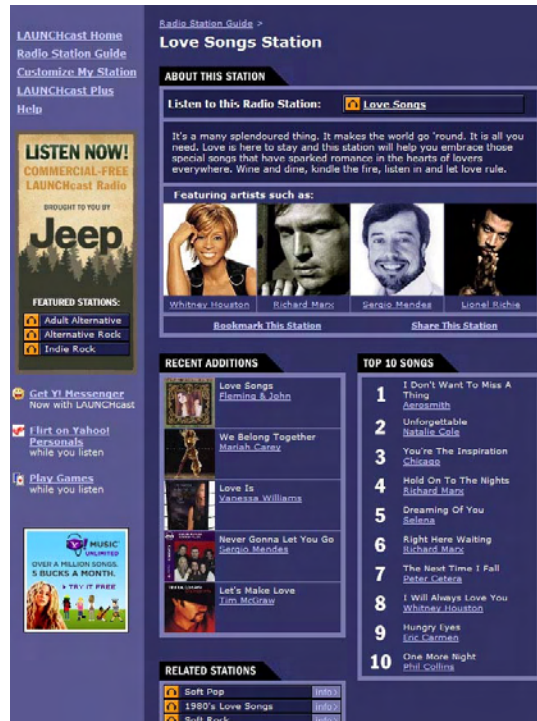 LAUNCHcast Home
Radio Station Guide
Customize My Station
LAUNCHcast Plus
Help
LISTEN NOW!
COMMERCIAL-FREE
LAUNCHcast Radio
BROUGHT TO YOU BY
Jeep
FEATURED STATIONS:
Adult Alternative
Alternative Rock
Indie Rock
Get Y! Messenger
Now with LAUNCHcast
Flirt on Yahoo!
Personals
while you listen
Play Games
while you listen
Y! MUSIC
UNLIMITED
OVER A MILLION SONGS.
5 BUCKS A MONTH.
TRY IT FREE
Radio Station Guide >
Love Songs Station
ABOUT THIS STATION
Listen to this Radio Station:
Love Songs
It's a many splendoured thing. It makes the world go 'round. It is all you
need. Love is here to stay and this station will help you embrace those
special songs that have sparked romance in the hearts of lovers
everywhere. Wine and dine, kindle the fire, listen in and let love rule.
Featuring artists such as:
Whitney Houston
Richard Marx
Sergio Mendes
Lionel Richie
Bookmark This Station
Share This Station
RECENT ADDITIONS
Love Songs
Fleming & John
We Belong Together
Mariah Carey
Love Is
Vanessa Williams
Never Gonna Let You Go
Sergio Mendes
Let's Make Love
Tim McGraw
TOP 10 SONGS
1
I Don't Want To Miss A
Thing
Aerosmith
2
Unforgettable
Natalie Cole
3
You're The Inspiration
Chicago
4
Hold On To The Nights
Richard Marx
5
Dreaming Of You
Selena
6
Right Here Waiting
Richard Marx
7
The Next Time I Fall
Peter Cetera
8
I Will Always Love You
Whitney Houston
9
Hungry Eyes
Eric Carmen
10
One More Night
Phil Collins
RELATED STATIONS
Soft Pop
info>
1980's Love Songs
info>
Soft Rock
info>